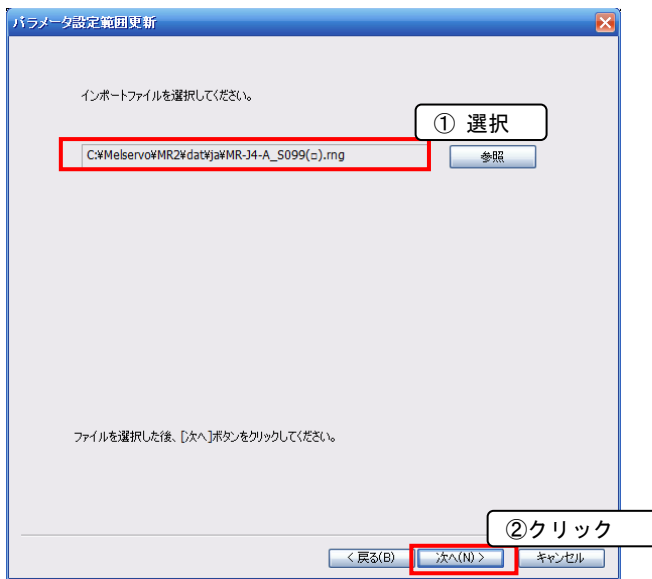 パラメータ設定範囲更新
インポートファイルを選択してください。
① 選択
C:¥Melservo¥MR2¥dat¥ja¥MR-J4-A_S099(□).rng
参照
ファイルを選択した後、[次へ]ボタンをクリックしてください。
②クリック
< 戻る(B)
次へ(N) >
キャンセル